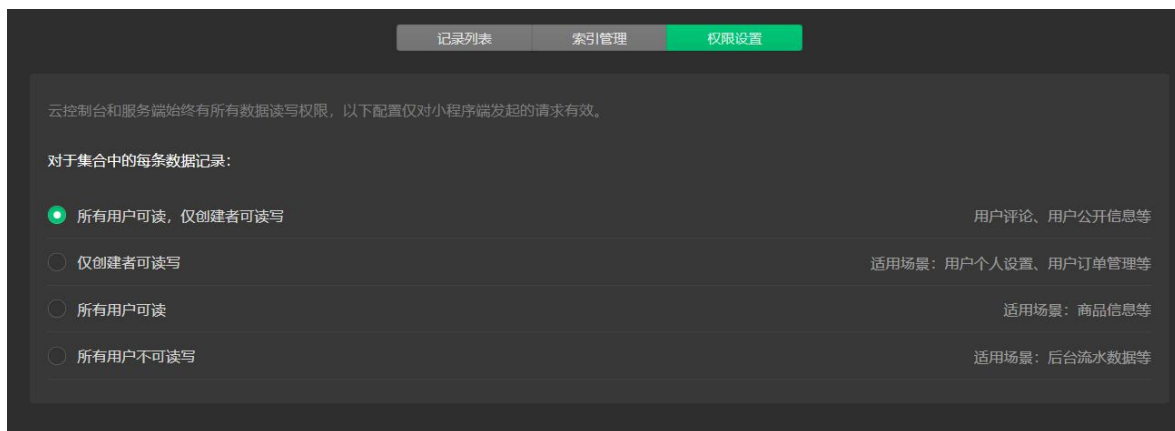 记录列表 索引管理 权限设置
云控制台和服务端始终有所有数据读写权限，以下配置仅对小程序端发起的请求有效。
对于集合中的每条数据记录：
所有用户可读，仅创建者可读写 用户评论、用户公开信息等
仅创建者可读写 适用场景：用户个人设置、用户订单管理等
所有用户可读 适用场景：商品信息等
所有用户不可读写 适用场景：后台流水数据等